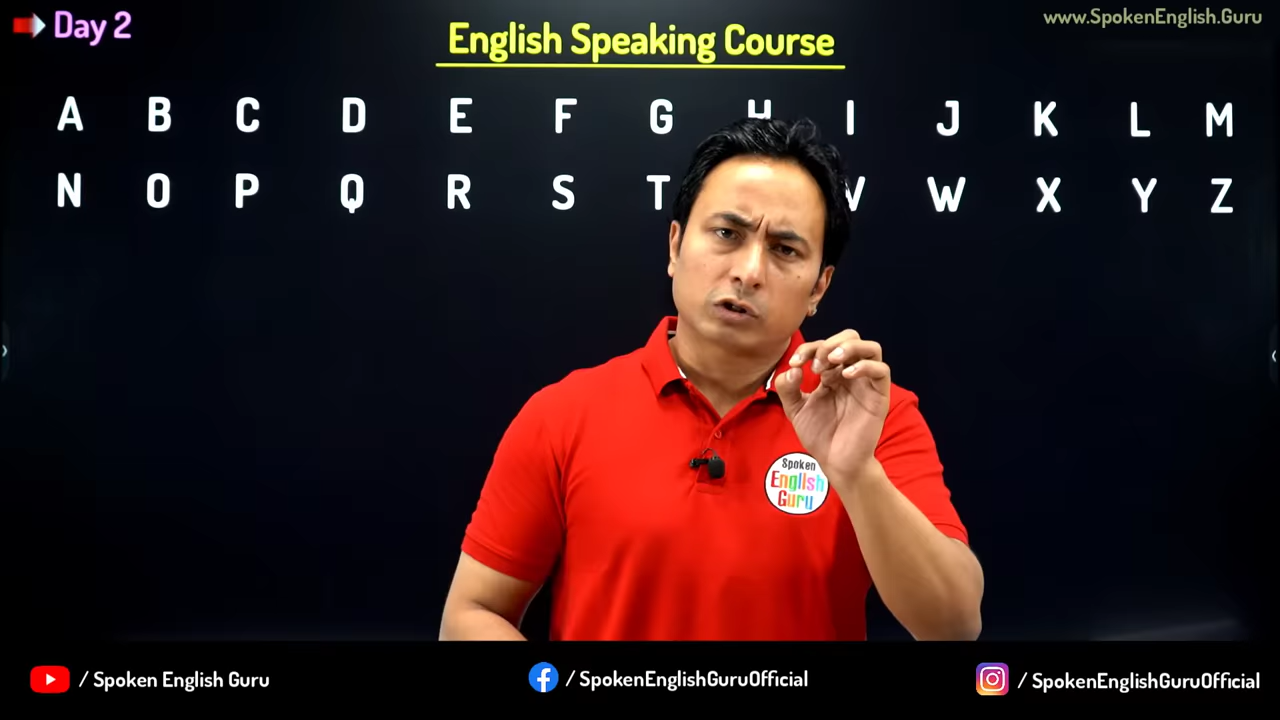 Day 2
www.SpokenEnglish.Guru
English Speaking Course
A B C D E F G H I J K L M
N O P Q R S T V W X Y Z
Spoken
English
Guru
/ Spoken English Guru
/ SpokenEnglishGuruOfficial
/ SpokenEnglishGuruOfficial